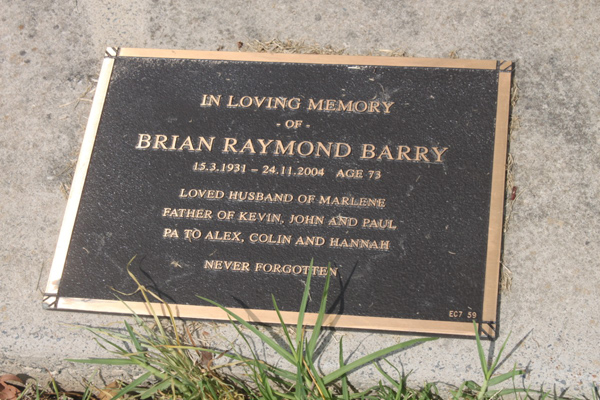 IN LOVING MEMORY
- OF -
BRIAN RAYMOND BARRY
15.3.1931 - 24.11.2004 AGE 73
LOVED HUSBAND OF MARLENE
FATHER OF KEVIN, JOHN AND PAUL
PA TO ALEX, COLIN AND HANNAH
NEVER FORGOTTEN
EC7 59